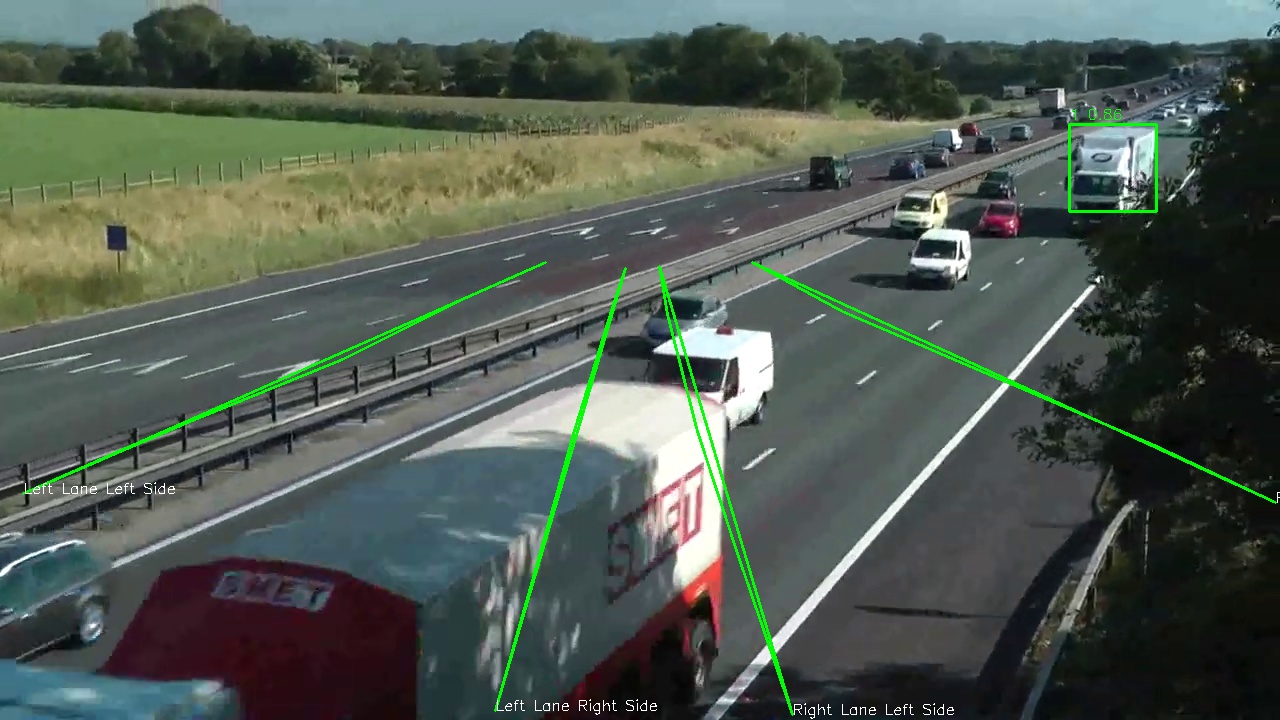 0.86
Left Lane Left Side
SMET
SMET
Left Lane Right Side
Right Lane Left Side